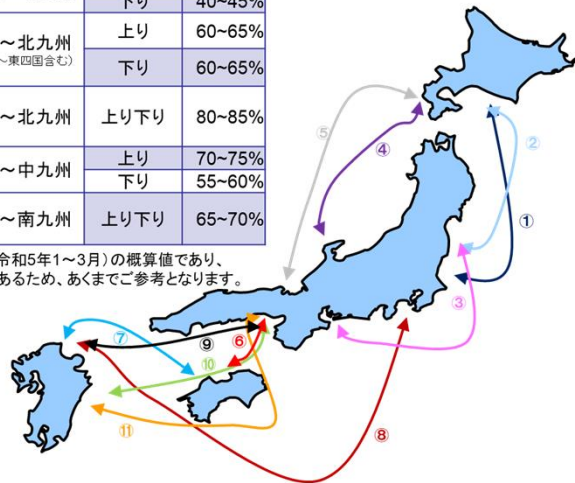 下り 40~45%
~北九州 上り 60~65%
~東四国含む)
下り 60~65%
~北九州 上り下り 80~85%
~中九州 上り 70~75%
下り 55~60%
~南九州 上り下り 65~70%
令和5年1~3月)の概算値であり、
あるため、あくまでご参考となります。
⑤
②
④
①
③
⑦
⑨
⑥
⑩
⑪
⑧